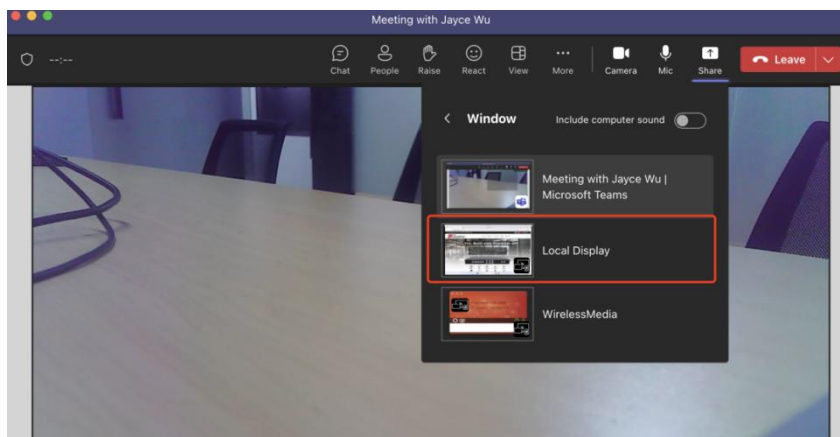 Meeting with Jayce Wu
--:--
Chat
People
Raise
React
View
More
Camera
Mic
Share
Leave
Window
Include computer sound
Meeting with Jayce Wu |
Microsoft Teams
Local Display
WirelessMedia